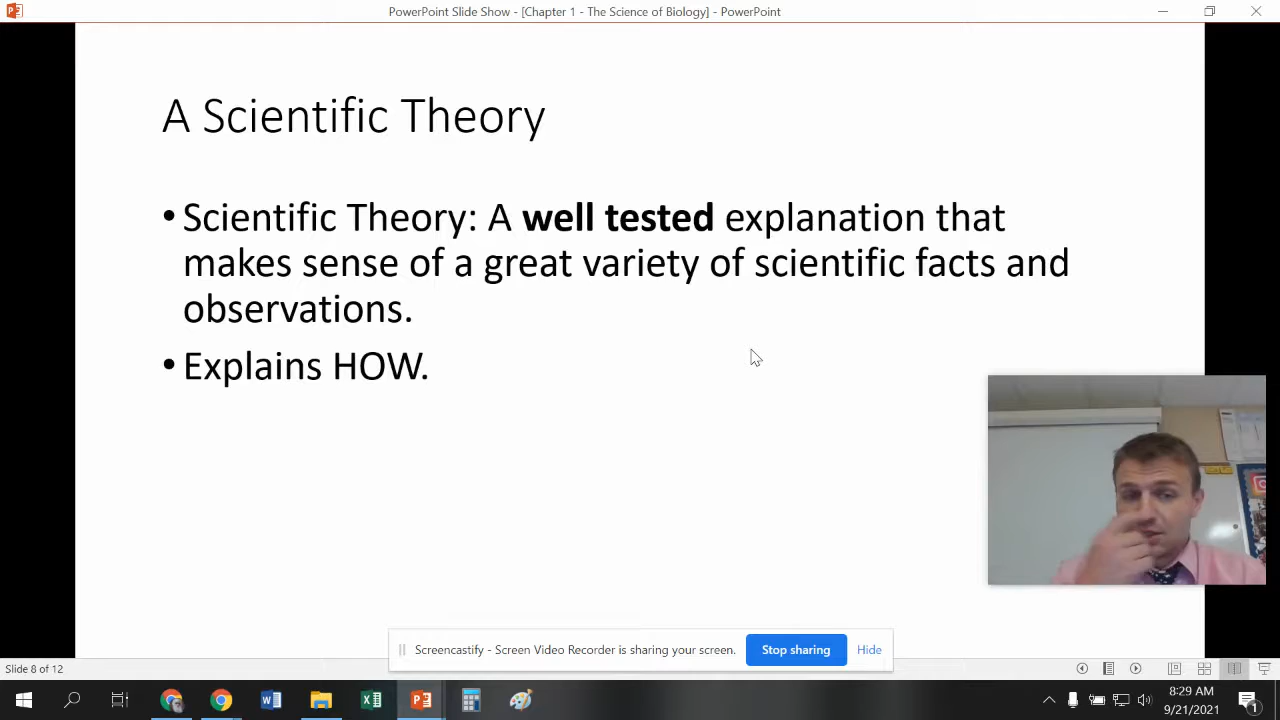 PowerPoint Slide Show - [Chapter 1 - The Science of Biology] - PowerPoint
A Scientific Theory
• Scientific Theory: A well tested explanation that
makes sense of a great variety of scientific facts and
observations.
• Explains HOW.
Screencastify - Screen Video Recorder is sharing your screen.
Stop sharing
Hide
Slide 8 of 12
8:29 AM
9/21/2021
1